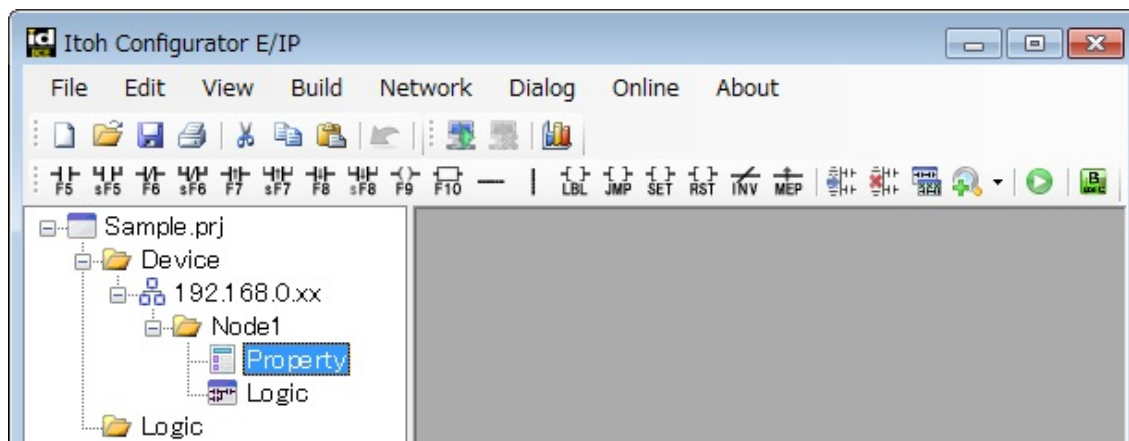 Itoh Configurator E/IP
File Edit View Build Network Dialog Online About
F5 sF5 F6 sF6 F7 sF7 F8 sF8 F9 F10 LBL JMP SET RST INV MEP
Sample.prj
Device
192.168.0.xx
Node1
Property
Logic
Logic